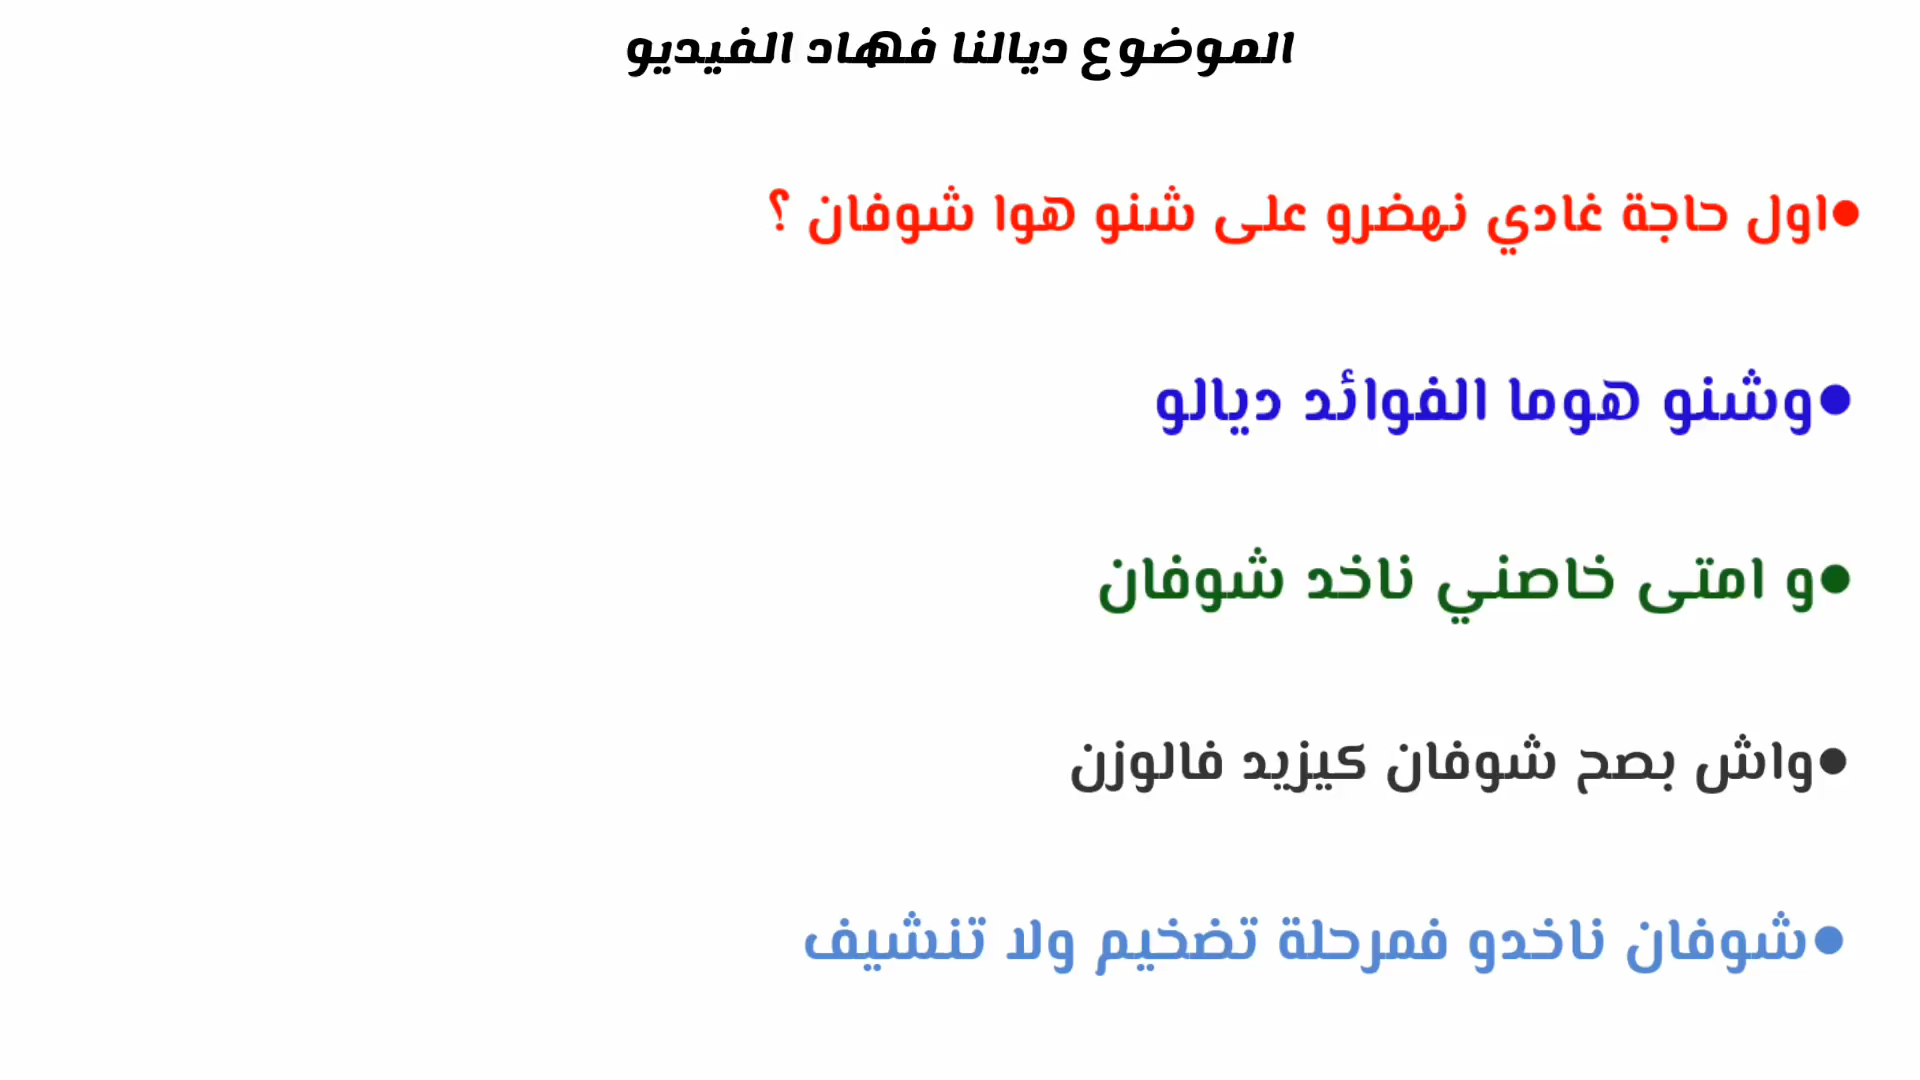 الموضوع ديالنا فهاد الفيديو
●اول حاجة غادي نهضرو على شنو هوا شوفان ؟
●وشنو هوما الفوائد ديالو
●و امتى خاصني ناخد شوفان
●واش بصح شوفان كيزيد فالوزن
●شوفان ناخدو فمرحلة تضخيم ولا تنشيف